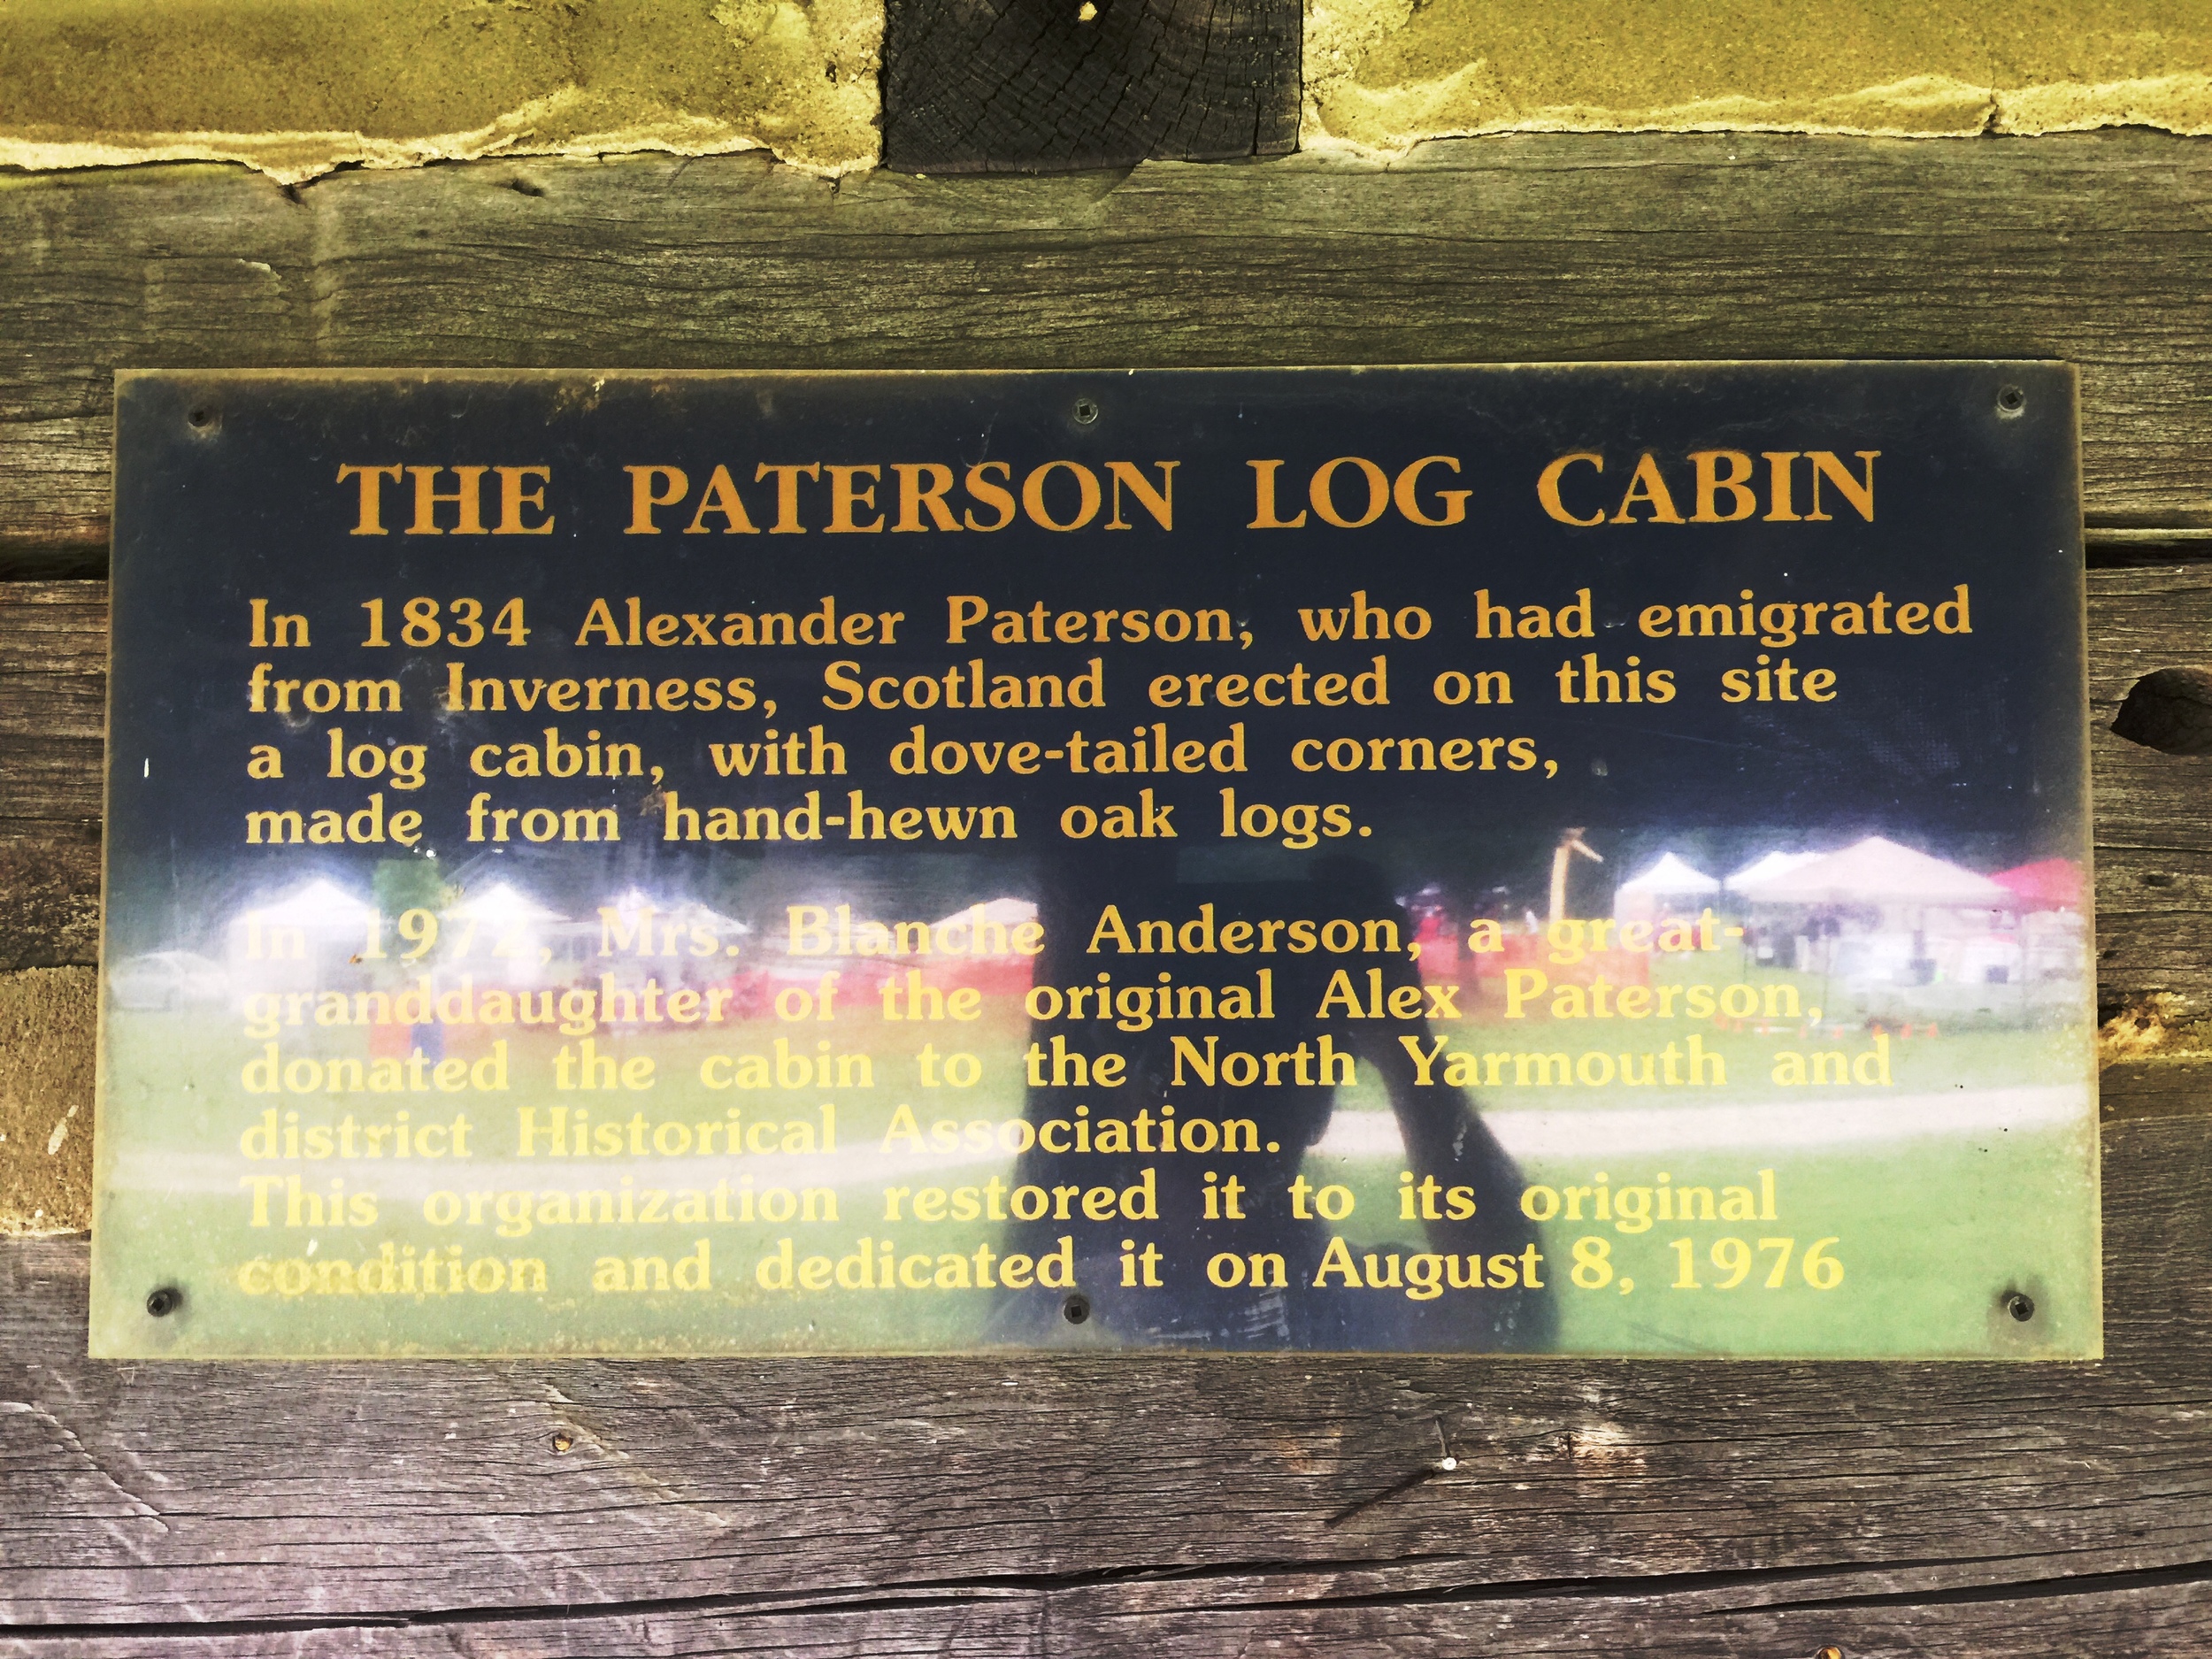 THE PATERSON LOG CABIN
In 1834 Alexander Paterson, who had emigrated
from Inverness, Scotland erected on this site
a log cabin, with dove-tailed corners,
made from hand-hewn oak logs.
In Mrs. Blanche Anderson, a great-
granddaughter of the original Alex Paterson,
donated the cabin to the North Yarmouth and
district Historical Association.
This organization restored it to its original
condition and dedicated it on August 8, 1976